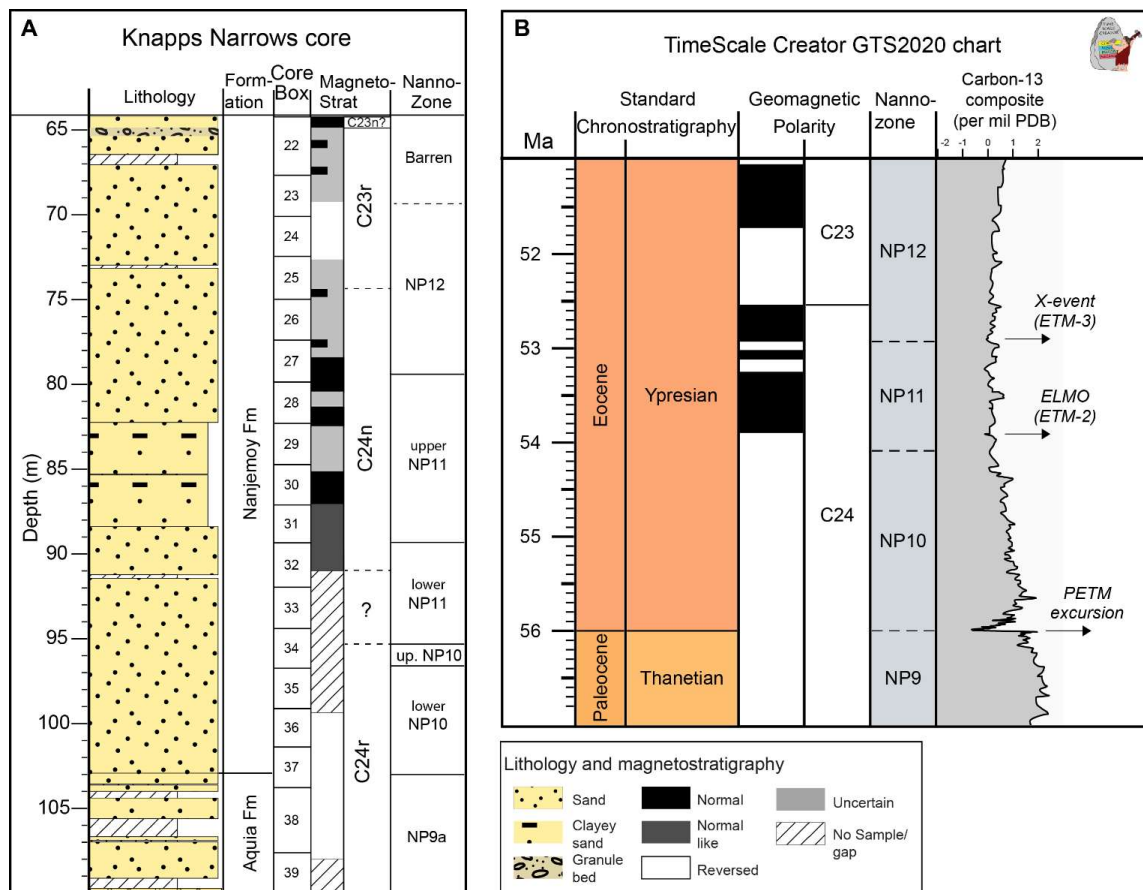 A
Knapps Narrows core
Lithology
Form-
ation
Core
Box
Magneto-
Strat
Nanno-
Zone
Depth (m)
65
70
75
80
85
90
95
100
105
Nanjemoy Fm
Aquia Fm
22
23
24
25
26
27
28
29
30
31
32
33
34
35
36
37
38
39
C23n?
C23r
C24n
?
C24r
Barren
NP12
upper
NP11
lower
NP11
up. NP10
lower
NP10
NP9a
B
TimeScale Creator GTS2020 chart
Ma
Standard
Chronostratigraphy
Geomagnetic
Polarity
Nanno-
zone
Carbon-13
composite
(per mil PDB)
-2 -1 0 1 2
52
53
54
55
56
Eocene
Paleocene
Ypresian
Thanetian
C23
C24
NP12
NP11
NP10
NP9
X-event
(ETM-3)
ELMO
(ETM-2)
PETM
excursion
Lithology and magnetostratigraphy
Sand
Clayey
sand
Granule
bed
Normal
Normal
like
Reversed
Uncertain
No Sample/
gap